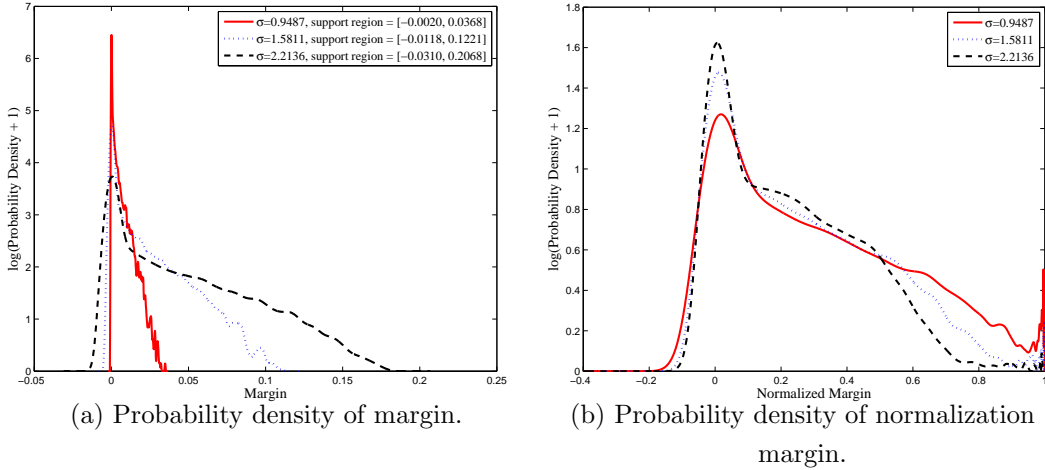 σ=0.9487, support region = [−0.0020, 0.0368]
σ=1.5811, support region = [−0.0118, 0.1221]
σ=2.2136, support region = [−0.0310, 0.2068]
log(Probability Density + 1)
7
6
5
4
3
2
1
0
−0.05
0
0.05
0.1
0.15
0.2
0.25
Margin
(a) Probability density of margin.
σ=0.9487
σ=1.5811
σ=2.2136
log(Probability Density + 1)
1.8
1.6
1.4
1.2
1
0.8
0.6
0.4
0.2
0
−0.4
−0.2
0
0.2
0.4
0.6
0.8
1
Normalized Margin
(b) Probability density of normalization
margin.